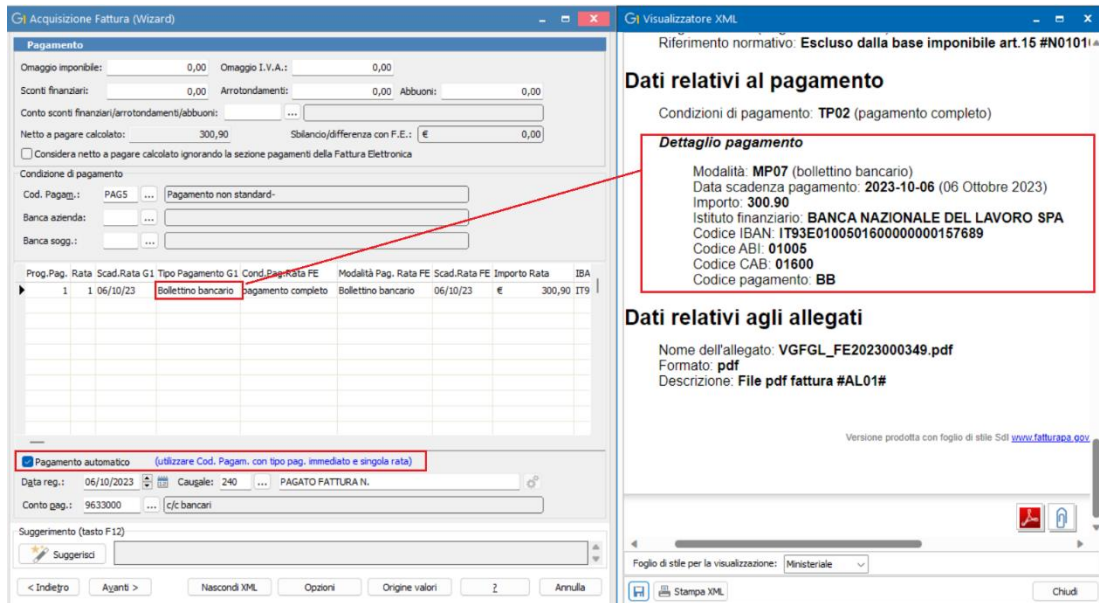 G1 Acquisizione Fattura (Wizard)
Pagamento
Omaggio imponibile: 0,00 Omaggio I.V.A.: 0,00
Sconti finanziari: 0,00 Arrotondamenti: 0,00 Abbuoni: 0,00
Conto sconti finanziari/arrotondamenti/abbuoni: ...
Netto a pagare calcolato: 300,90 Sbilancio/differenza con F.E.: € 0,00
Considera netto a pagare calcolato ignorando la sezione pagamenti della Fattura Elettronica
Condizione di pagamento
Cod. Pagam.: PAG5 ... Pagamento non standard-
Banca azienda: ...
Banca sogg.: ...
Prog.Pag. Rata Scad.Rata G1 Tipo Pagamento G1 Cond.Pag.Rata FE Modalità Pag. Rata FE Scad.Rata FE Importo Rata IBA
1 1 06/10/23 Bollettino bancario pagamento completo Bollettino bancario 06/10/23 € 300,90 IT9
Pagamento automatico (utilizzare Cod. Pagam. con tipo pag. immediato e singola rata)
Data reg.: 06/10/2023 Causale: 240 ... PAGATO FATTURA N.
Conto pag.: 9633000 ... c/c bancari
Suggerimento (tasto F12)
Suggerisci
< Indietro Avanti > Nascondi XML Opzioni Origine valori ? Annulla
G1 Visualizzatore XML
Riferimento normativo: Escluso dalla base imponibile art.15 #N0101
Dati relativi al pagamento
Condizioni di pagamento: TP02 (pagamento completo)
Dettaglio pagamento
Modalità: MP07 (bollettino bancario)
Data scadenza pagamento: 2023-10-06 (06 Ottobre 2023)
Importo: 300.90
Istituto finanziario: BANCA NAZIONALE DEL LAVORO SPA
Codice IBAN: IT93E0100501600000000157689
Codice ABI: 01005
Codice CAB: 01600
Codice pagamento: BB
Dati relativi agli allegati
Nome dell'allegato: VGFGL_FE2023000349.pdf
Formato: pdf
Descrizione: File pdf fattura #AL01#
Versione prodotta con foglio di stile SdI www.fatturapa.gov
Foglio di stile per la visualizzazione: Ministeriale
Stampa XML Chiudi